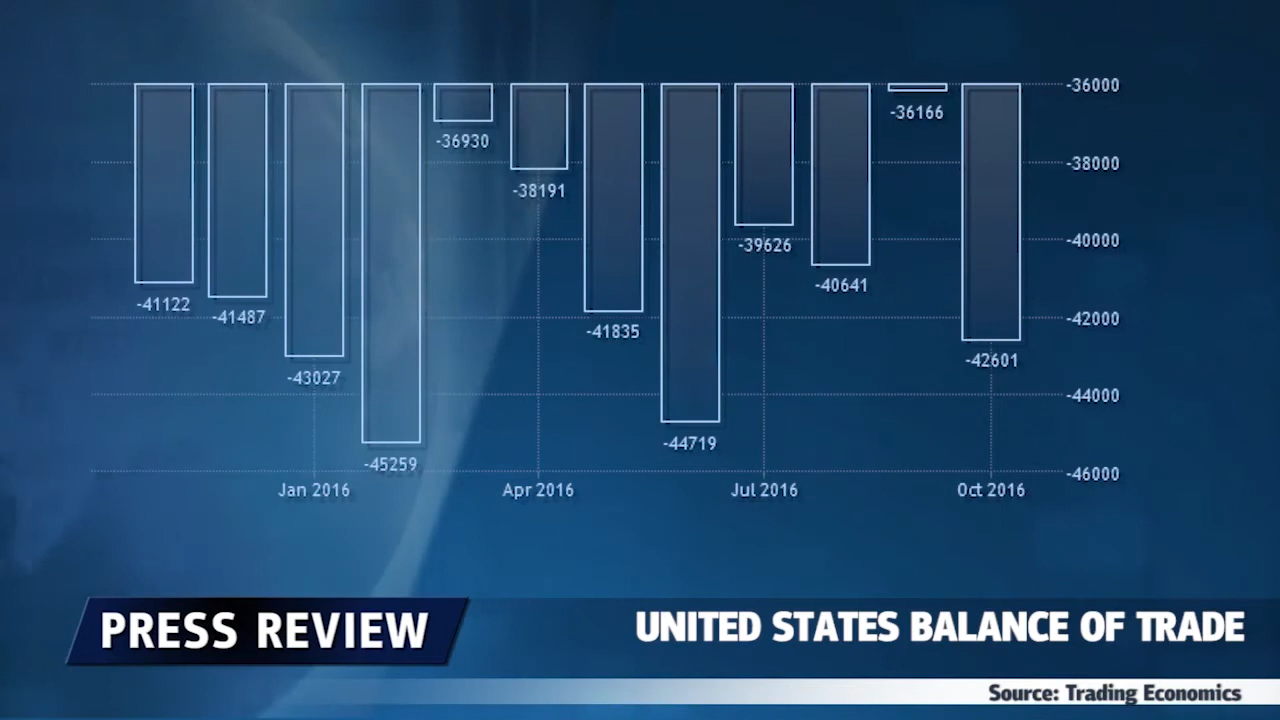 -36000
-38000
-40000
-42000
-44000
-46000
-41122
-41487
-43027
-45259
-36930
-38191
-41835
-44719
-39626
-40641
-36166
-42601
Jan 2016
Apr 2016
Jul 2016
Oct 2016
PRESS REVIEW
UNITED STATES BALANCE OF TRADE
Source: Trading Economics